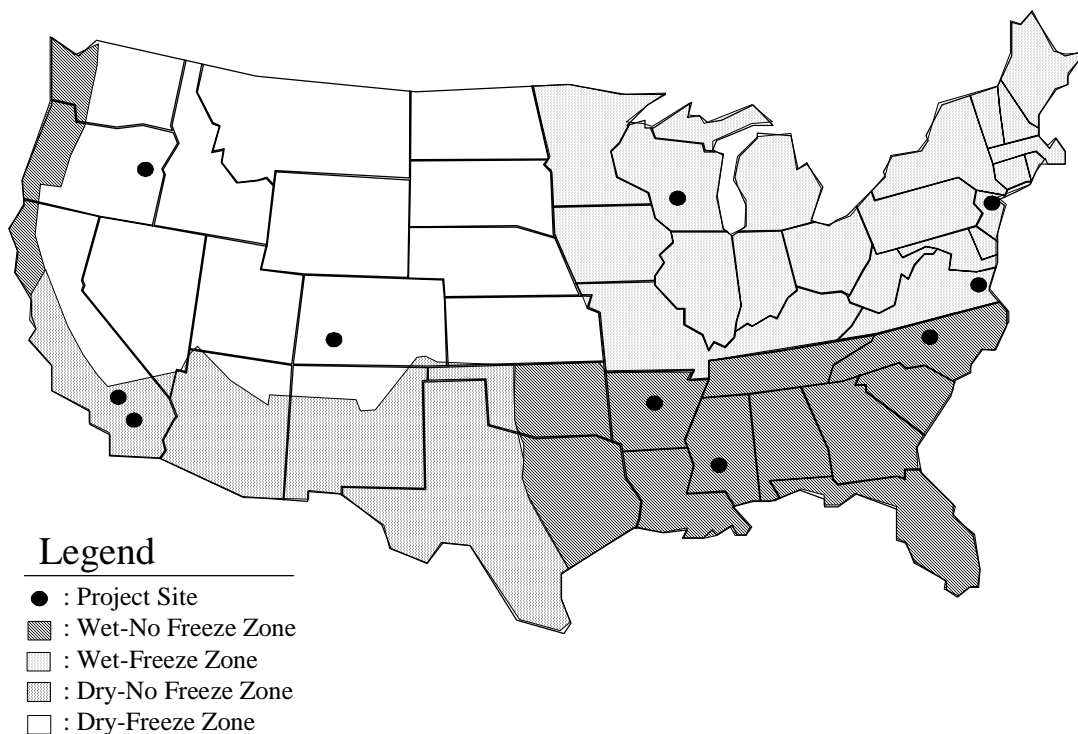 Legend
: Project Site
: Wet-No Freeze Zone
: Wet-Freeze Zone
: Dry-No Freeze Zone
: Dry-Freeze Zone